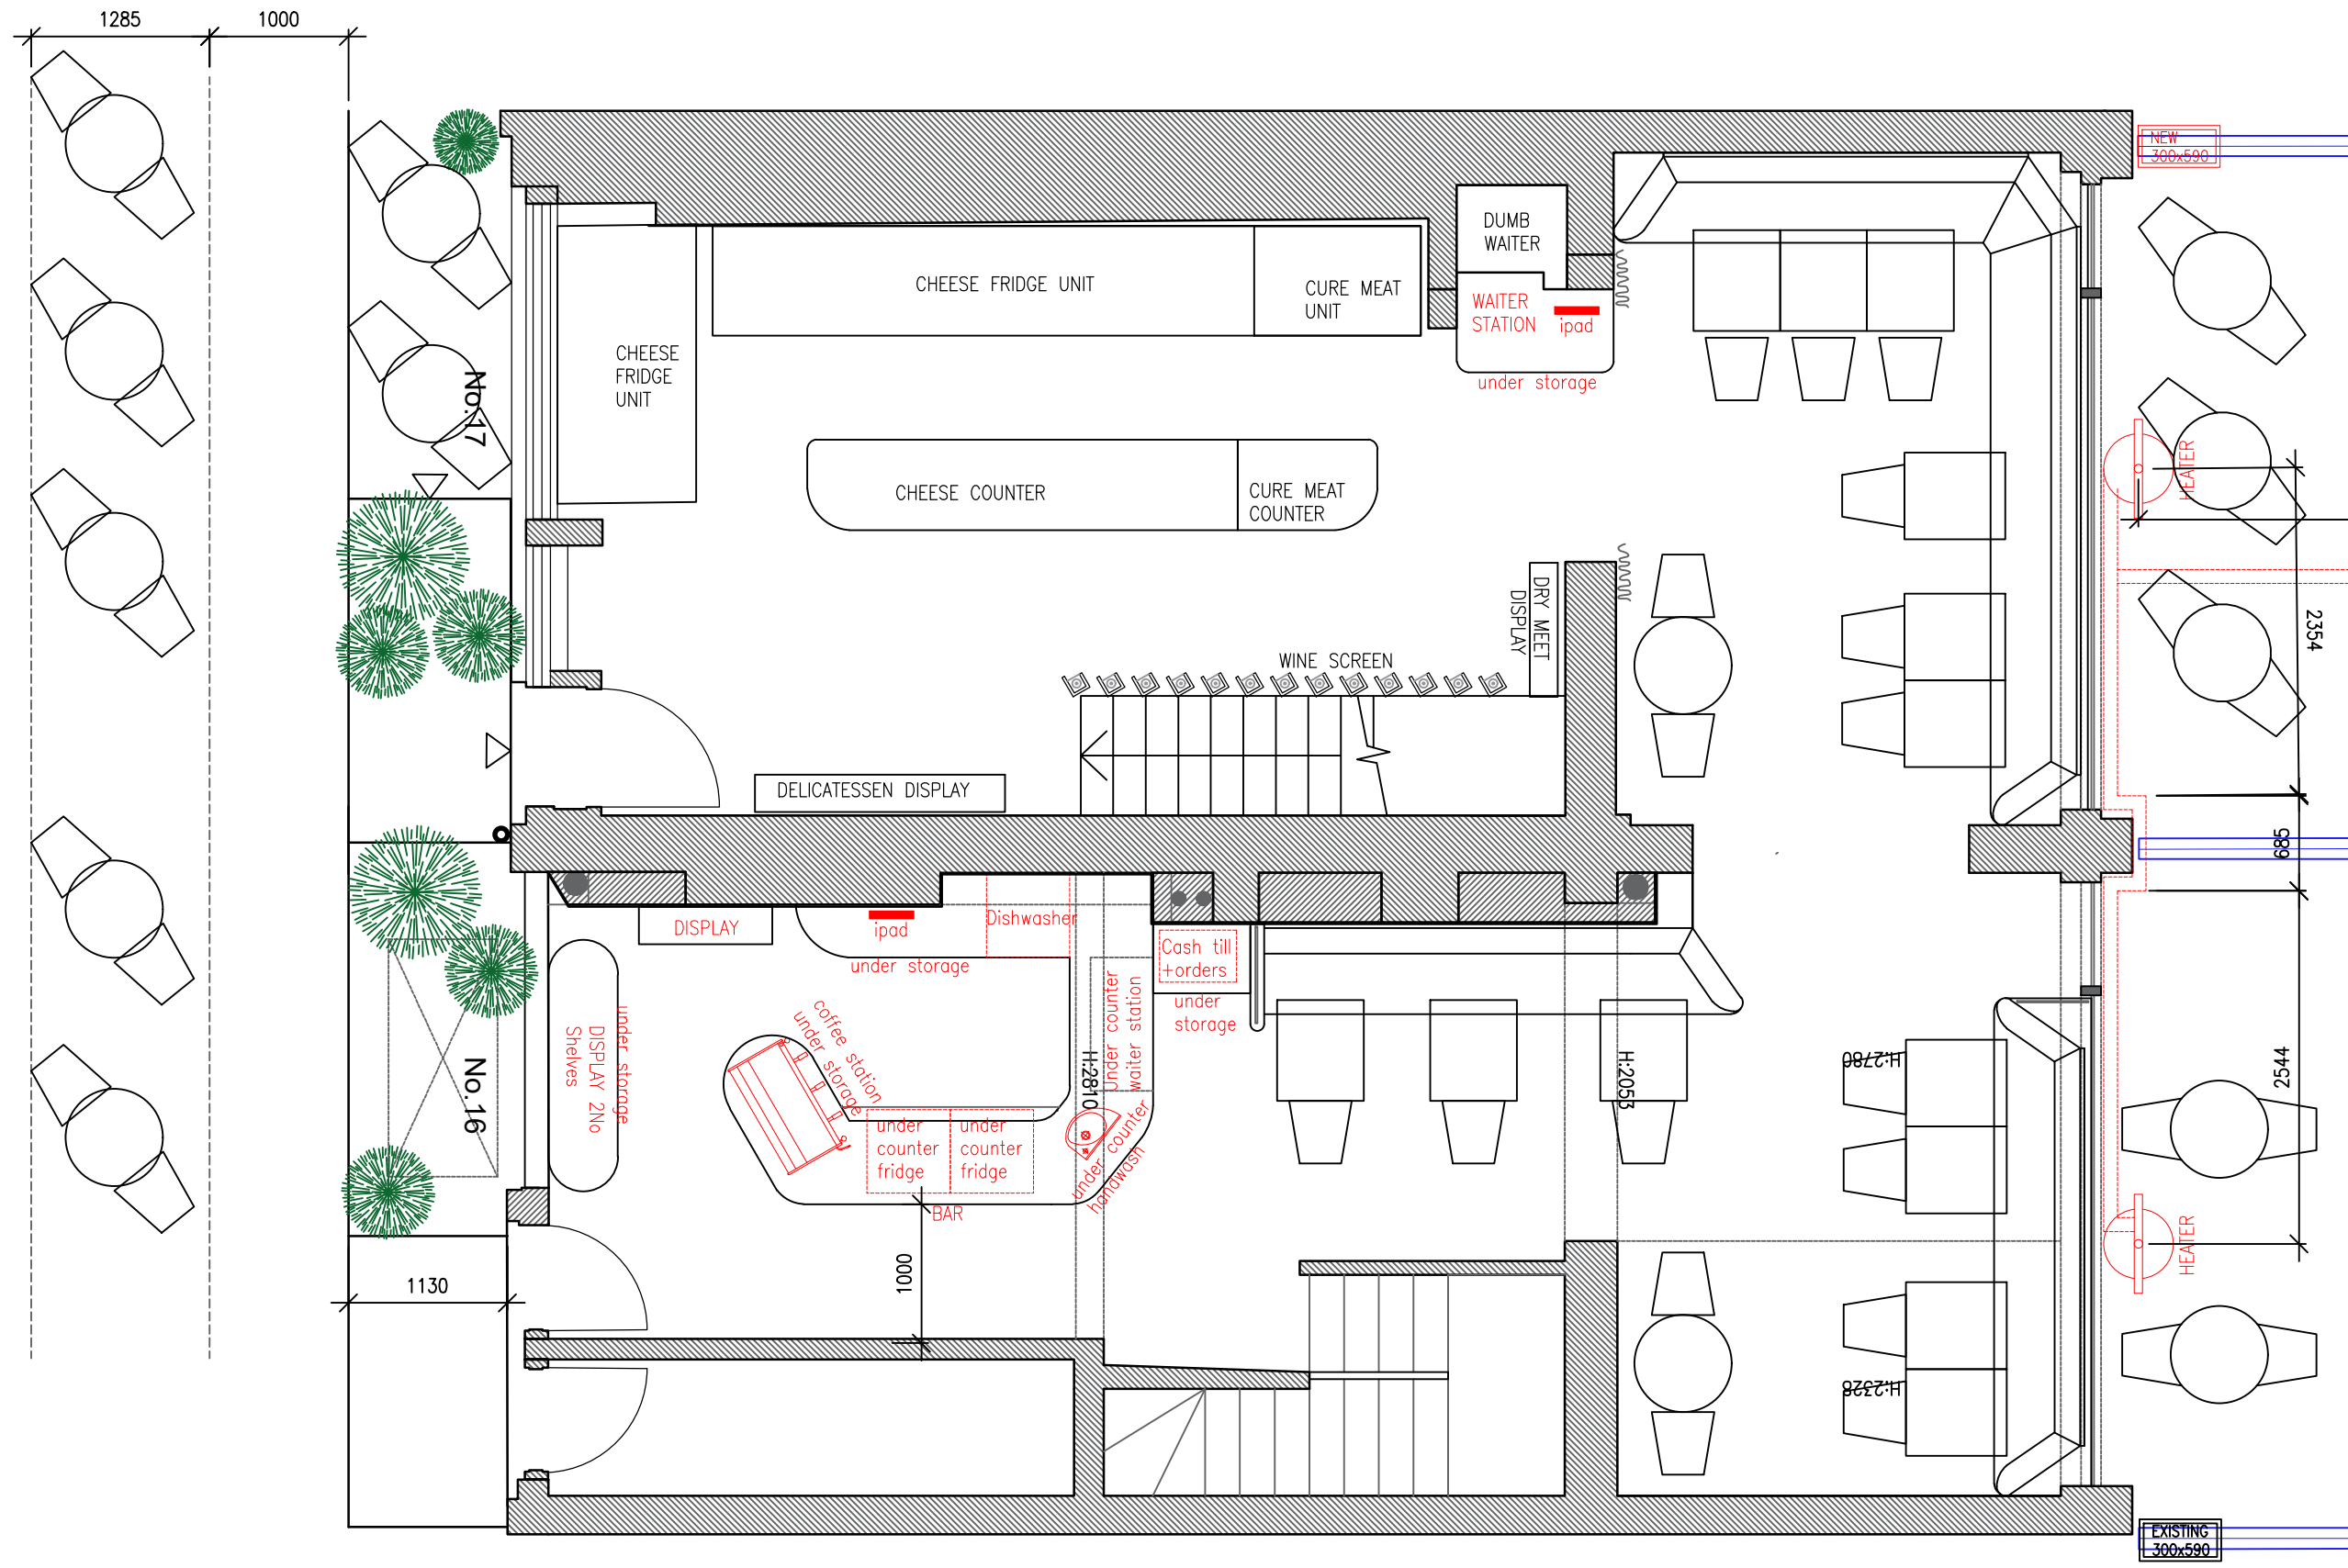 1285
1000
NEW
300x590
DUMB
WAITER
CHEESE FRIDGE UNIT
CURE MEAT
UNIT
WAITER
STATION
ipad
under storage
CHEESE
FRIDGE
UNIT
No.17
CHEESE COUNTER
CURE MEAT
COUNTER
HEATER
2354
DRY MEET
DISPLAY
WINE SCREEN
DELICATESSEN DISPLAY
685
DISPLAY
ipad
under storage
Dishwasher
Cash till
+orders
under
storage
Under counter
waiter station
under storage
DISPLAY 2No
Shelves
coffee station
under storage
No.16
H:2810
H:2053
H:2780
2544
under
counter
fridge
under
counter
fridge
under counter
handwash
BAR
HEATER
1000
1130
H:2328
EXISTING
300x590